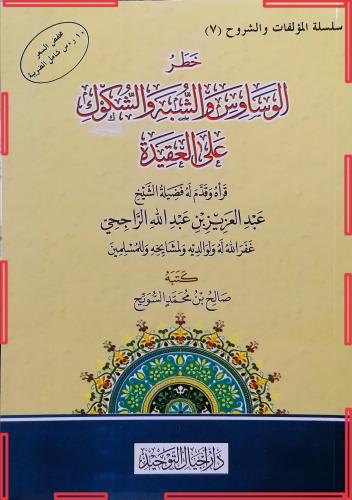 سلسلة المؤلفات والشروح (٧)
مخفض السعر
١٠ ر.س شامل الضريبة
خطر
الوساوس والشبه والشكوك
على العقيدة
قرأه وقدم له فضيلة الشيخ
عبد العزيز بن عبد الله الراجحي
غفر الله له ولوالديه ولمشايخه وللمسلمين
كتبه
صالح بن محمد السويح
دار أجيال التوحيد